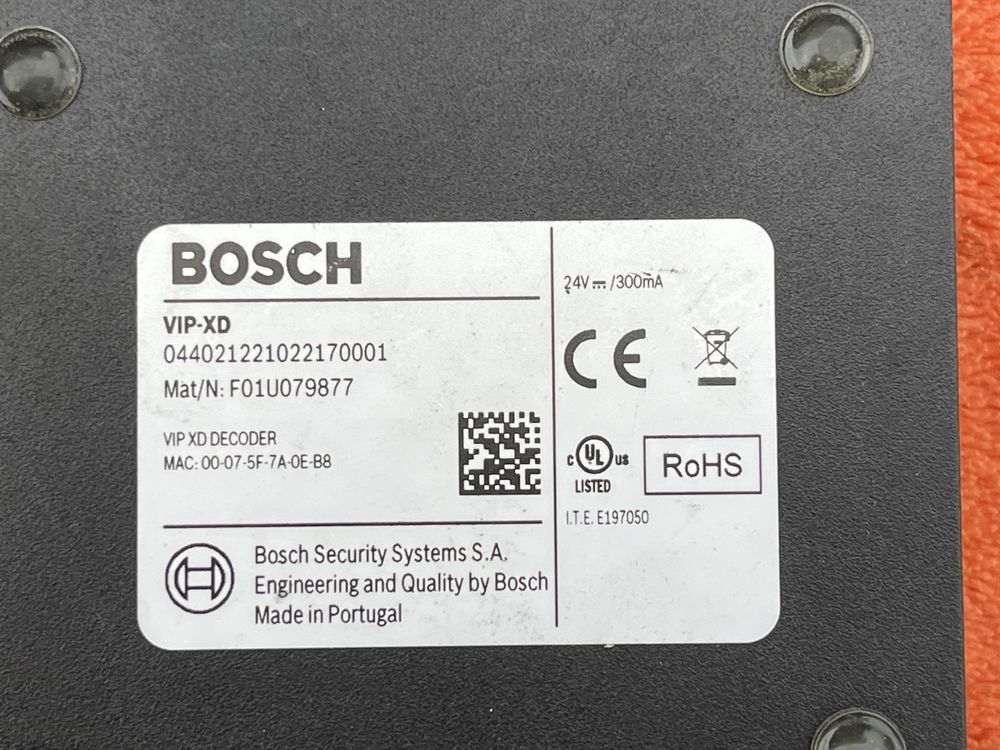 BOSCH
VIP-XD
044021221022170001
Mat/N: F01U079877
VIP XD DECODER
MAC: 00-07-5F-7A-0E-B8
Bosch Security Systems S.A.
Engineering and Quality by Bosch
Made in Portugal
24V⎓/300mA
CE
c UL us
LISTED
RoHS
I.T.E. E197050